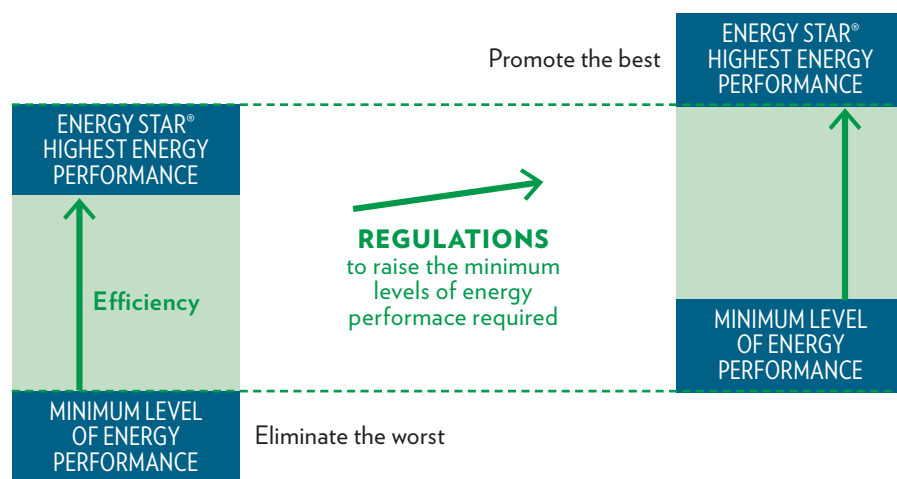 Promote the best
ENERGY STAR®
HIGHEST ENERGY
PERFORMANCE
ENERGY STAR®
HIGHEST ENERGY
PERFORMANCE
Efficiency
REGULATIONS
to raise the minimum
levels of energy
performace required
MINIMUM LEVEL
OF ENERGY
PERFORMANCE
MINIMUM LEVEL
OF ENERGY
PERFORMANCE
Eliminate the worst